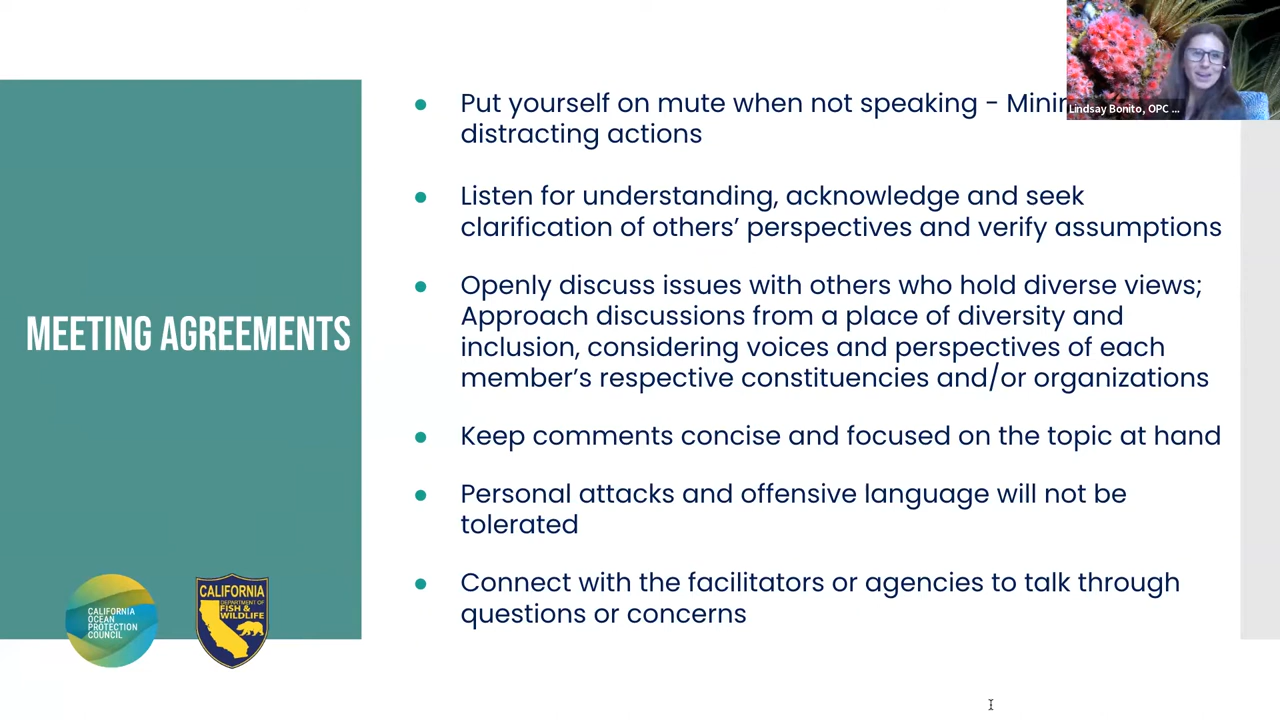 Put yourself on mute when not speaking -
distracting actions
Lindsay Bonito, OPC ...
Listen for understanding, acknowledge and seek
clarification of others’ perspectives and verify assumptions
Openly discuss issues with others who hold diverse views;
Approach discussions from a place of diversity and
inclusion, considering voices and perspectives of each
member’s respective constituencies and/or organizations
MEETING AGREEMENTS
Keep comments concise and focused on the topic at hand
Personal attacks and offensive language will not be
tolerated
Connect with the facilitators or agencies to talk through
questions or concerns
CALIFORNIA
OCEAN
PROTECTION
COUNCIL
CALIFORNIA
DEPARTMENT OF
FISH &
WILDLIFE